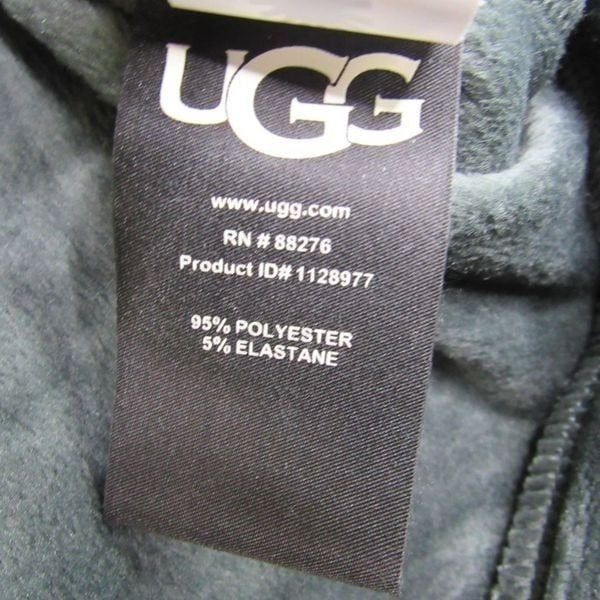 UGG
www.ugg.com
RN # 88276
Product ID# 1128977
95% POLYESTER
5% ELASTANE